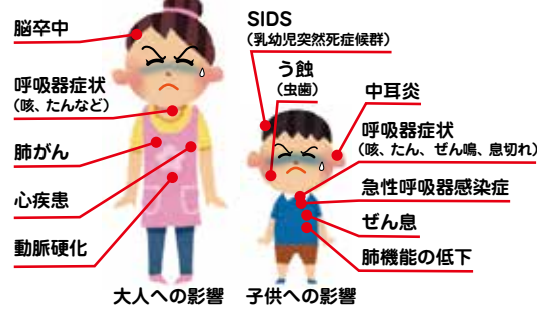 脳卒中
呼吸器症状
（咳、たんなど）
肺がん
心疾患
動脈硬化
大人への影響
SIDS
（乳幼児突然死症候群）
う蝕
（虫歯）
中耳炎
呼吸器症状
（咳、たん、ぜん鳴、息切れ）
急性呼吸器感染症
ぜん息
肺機能の低下
子供への影響